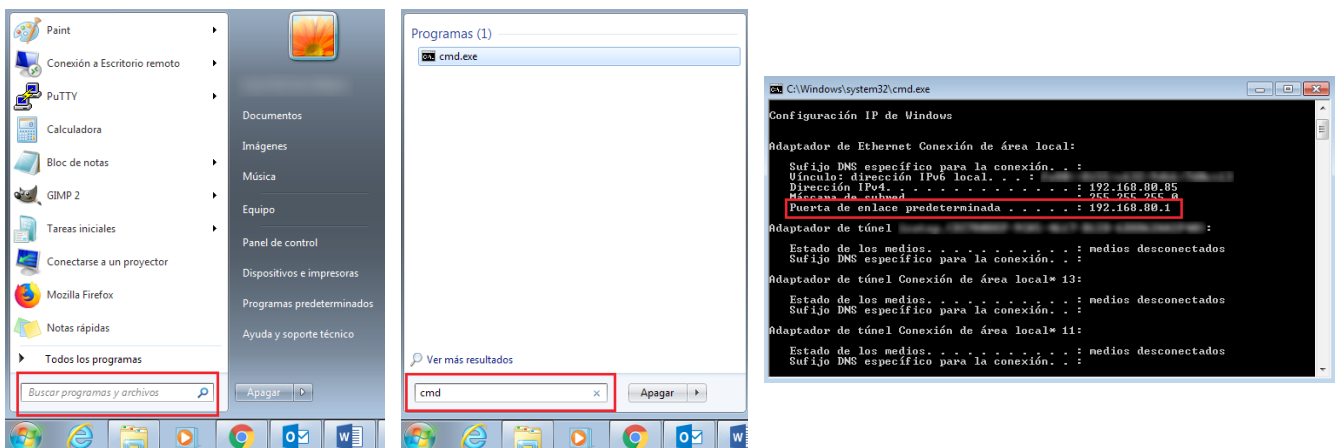 Paint
Conexión a Escritorio remoto
PuTTY
Calculadora
Bloc de notas
GIMP 2
Tareas iniciales
Conectarse a un proyector
Mozilla Firefox
Notas rápidas
Todos los programas
Buscar programas y archivos
Documentos
Imágenes
Música
Equipo
Panel de control
Dispositivos e impresoras
Programas predeterminados
Ayuda y soporte técnico
Apagar
Programas (1)
cmd.exe
Ver más resultados
cmd
Apagar
C:\Windows\system32\cmd.exe
Configuración IP de Windows
Adaptador de Ethernet Conexión de área local:
Sufijo DNS específico para la conexión. . :
Vínculo: dirección IPv6 local. . . :
Dirección IPv4. . . . . . . . . . . . . . : 192.168.80.85
Máscara de subred . . . . . . . . . . . . : 255.255.255.0
Puerta de enlace predeterminada . . . . . : 192.168.80.1
Adaptador de túnel
Estado de los medios. . . . . . . . . . . : medios desconectados
Sufijo DNS específico para la conexión. . :
Adaptador de túnel Conexión de área local* 13:
Estado de los medios. . . . . . . . . . . : medios desconectados
Sufijo DNS específico para la conexión. . :
Adaptador de túnel Conexión de área local* 11:
Estado de los medios. . . . . . . . . . . : medios desconectados
Sufijo DNS específico para la conexión. . :